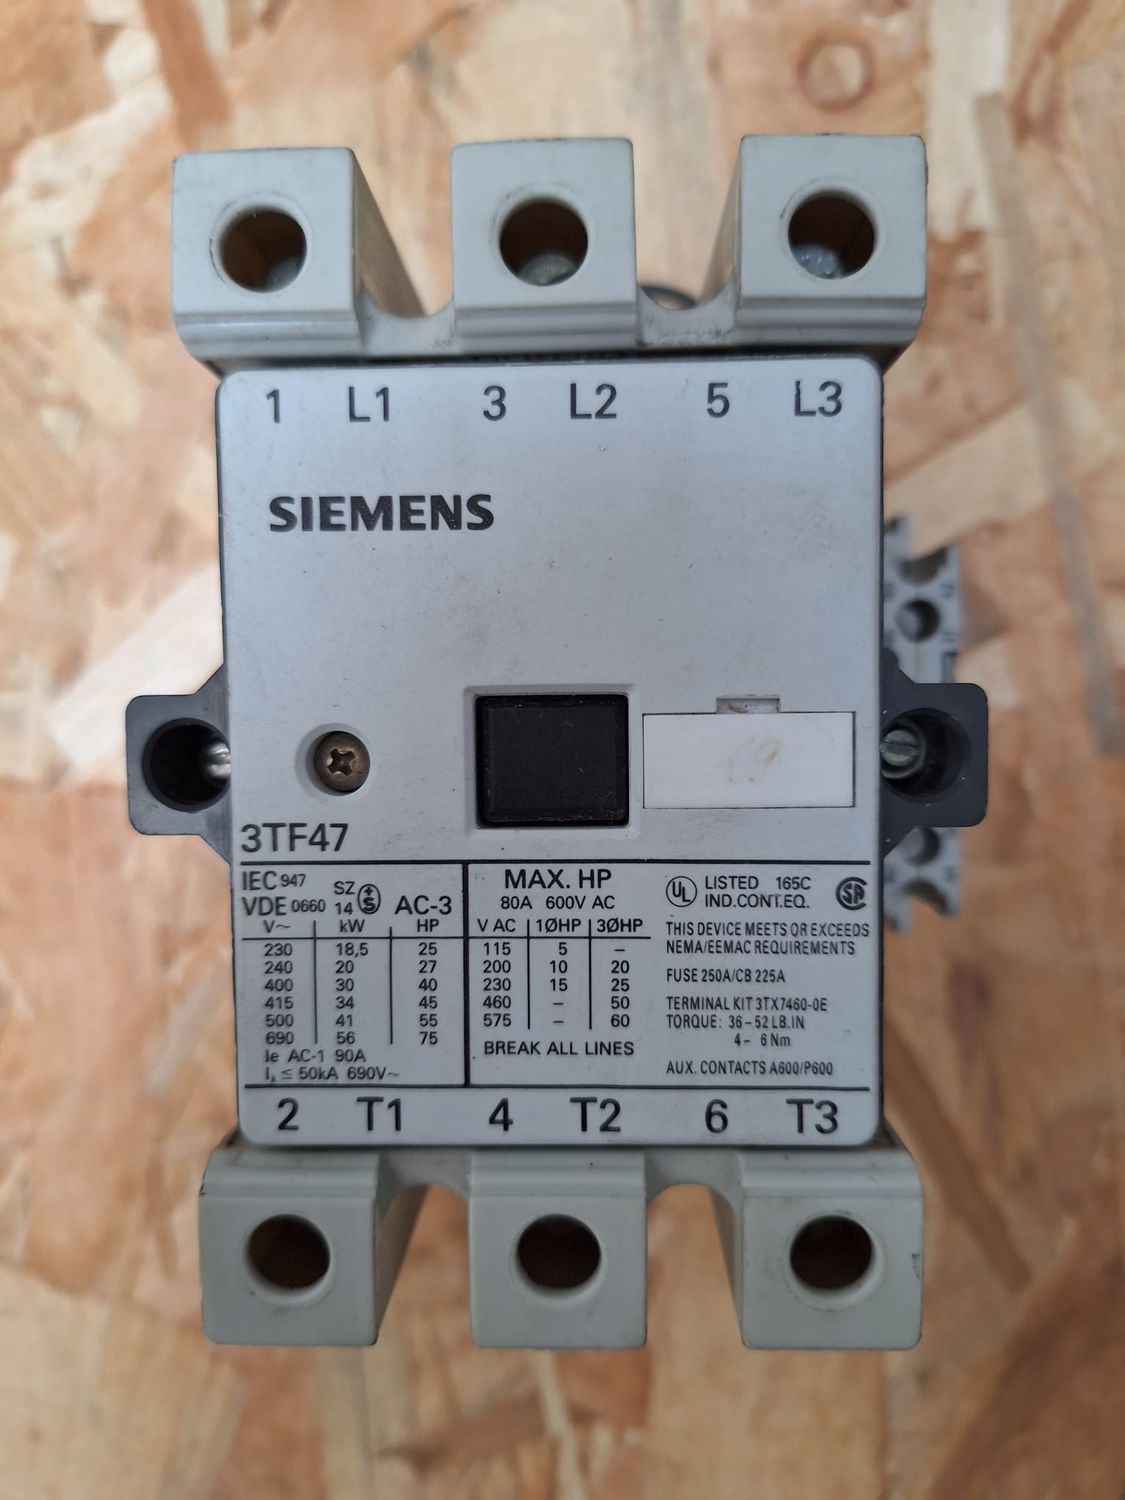 1 L1 3 L2 5 L3
SIEMENS
19
3TF47
IEC 947
VDE 0660
SZ
14
AC-3
V~ kW HP
230 18,5 25
240 20 27
400 30 40
415 34 45
500 41 55
690 56 75
Ie AC-1 90A
≤ 50kA 690V~
MAX. HP
80A 600V AC
V AC 1ØHP 3ØHP
115 5 –
200 10 20
230 15 25
460 – 50
575 – 60
BREAK ALL LINES
UL LISTED 165C
IND.CONT.EQ.
THIS DEVICE MEETS OR EXCEEDS
NEMA/EEMAC REQUIREMENTS
FUSE 250A/CB 225A
TERMINAL KIT 3TX7460-0E
TORQUE: 36–52 LB.IN
4– 6 Nm
AUX. CONTACTS A600/P600
2 T1 4 T2 6 T3